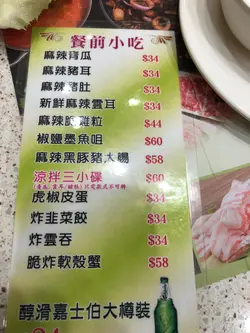 餐前小吃
麻辣青瓜 $34
麻辣豬耳 $34
麻辣豬肚 $34
新鮮麻辣雲耳 $34
麻辣脆雞粒 $44
椒鹽墨魚咀 $60
麻辣黑豚豬大腸 $58
涼拌三小碟 $60
虎椒皮蛋 $34
炸韭菜餃 $34
炸雲吞 $34
脆炸軟殼蟹 $58
醇滑嘉士伯大樽裝